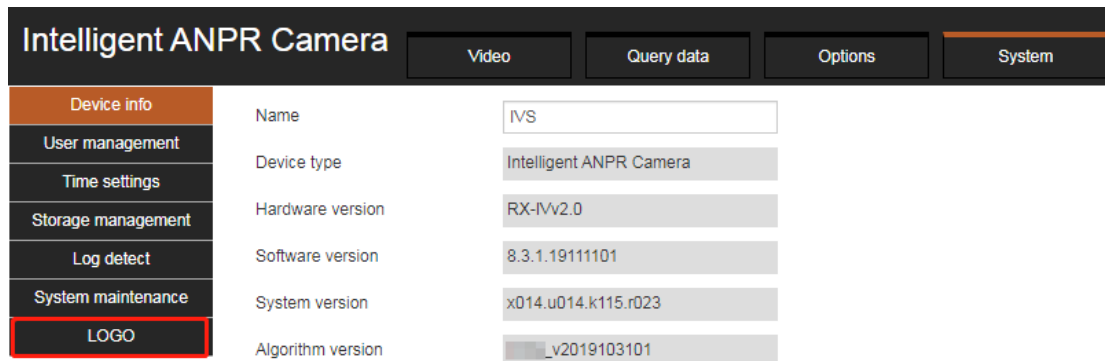 Intelligent ANPR Camera
Video Query data Options System
Device info
User management
Time settings
Storage management
Log detect
System maintenance
LOGO
Name IVS
Device type Intelligent ANPR Camera
Hardware version RX-IVv2.0
Software version 8.3.1.19111101
System version x014.u014.k115.r023
Algorithm version _v2019103101